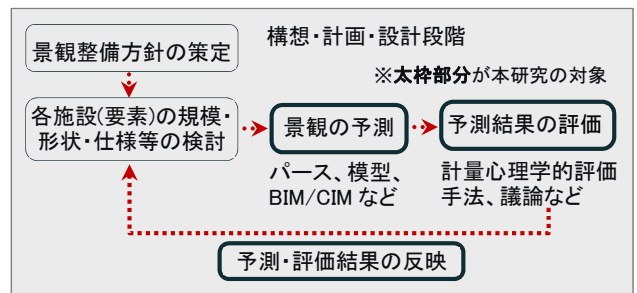 景観整備方針の策定
構想・計画・設計段階
※太枠部分が本研究の対象
各施設(要素)の規模・
形状・仕様等の検討
景観の予測
予測結果の評価
パース、模型、
BIM/CIM など
計量心理学的評価
手法、議論など
予測・評価結果の反映